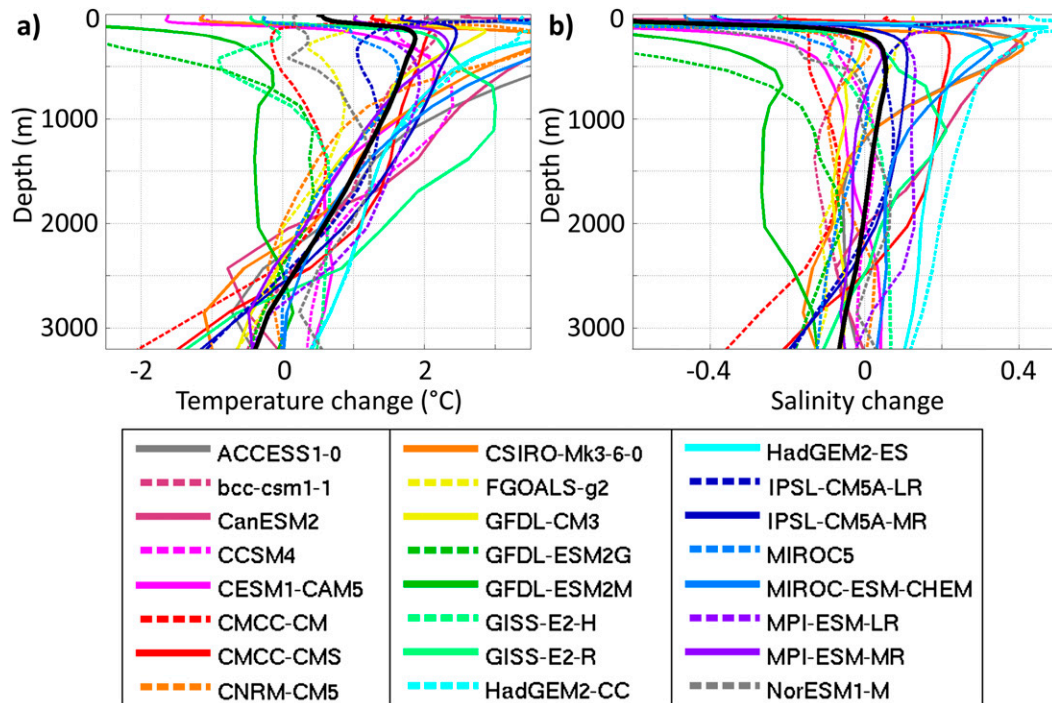 a)
0
1000
2000
3000
Depth (m)
-2
0
2
Temperature change (°C)
b)
0
1000
2000
3000
Depth (m)
-0.4
0
0.4
Salinity change
ACCESS1-0
bcc-csm1-1
CanESM2
CCSM4
CESM1-CAM5
CMCC-CM
CMCC-CMS
CNRM-CM5
CSIRO-Mk3-6-0
FGOALS-g2
GFDL-CM3
GFDL-ESM2G
GFDL-ESM2M
GISS-E2-H
GISS-E2-R
HadGEM2-CC
HadGEM2-ES
IPSL-CM5A-LR
IPSL-CM5A-MR
MIROC5
MIROC-ESM-CHEM
MPI-ESM-LR
MPI-ESM-MR
NorESM1-M